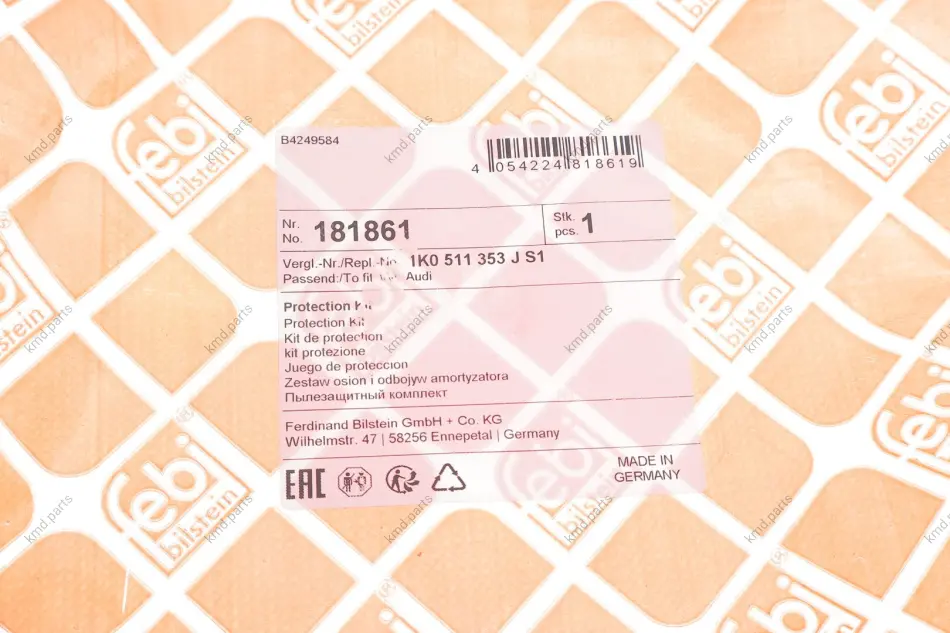 B4249584
4 054224 818619
Nr.
No. 181861
Stk.
pcs. 1
Vergl.-Nr./Repl.-No. 1K0 511 353 J S1
Passend:/To fit Audi
Protection Kit
Protection Kit
Kit de protection
kit protezione
Juego de proteccion
Zestaw osion i odbojyw amortyzatora
Пылезащитный комплект
Ferdinand Bilstein GmbH + Co. KG
Wilhelmstr. 47 | 58256 Ennepetal | Germany
EAC
MADE IN
GERMANY
febi
bilstein
kmd.parts